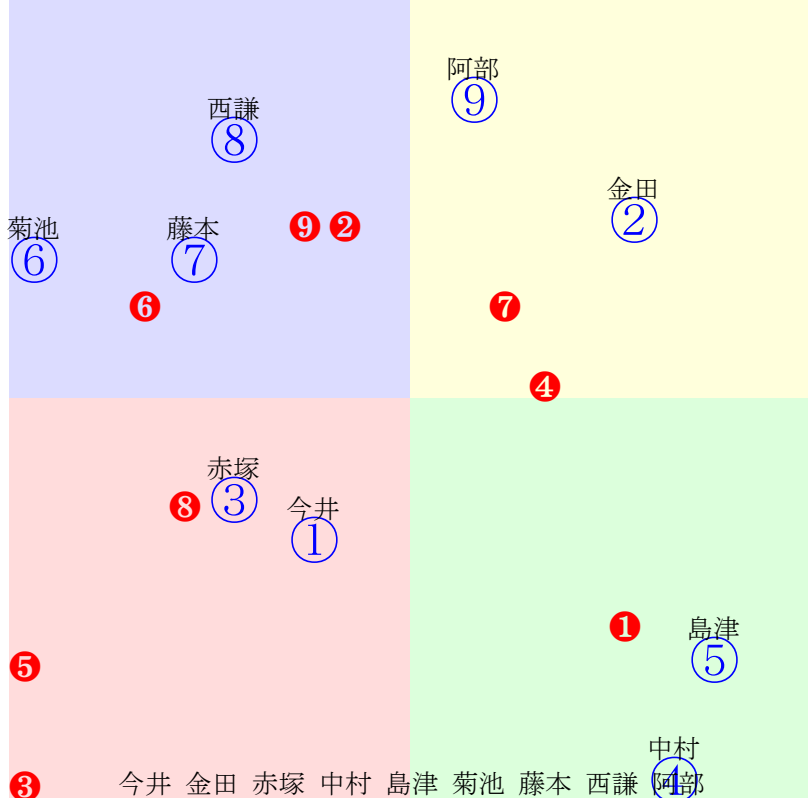 阿部
⑨
西謙
⑧
金田
②
菊池
⑥
藤本
⑦
❾ ❷
❻
❼
❹
赤塚
③
❽
今井
①
❶
島津
⑤
❺
中村
④
❸
今井 金田 赤塚 中村 島津 菊池 藤本 西謙 阿部